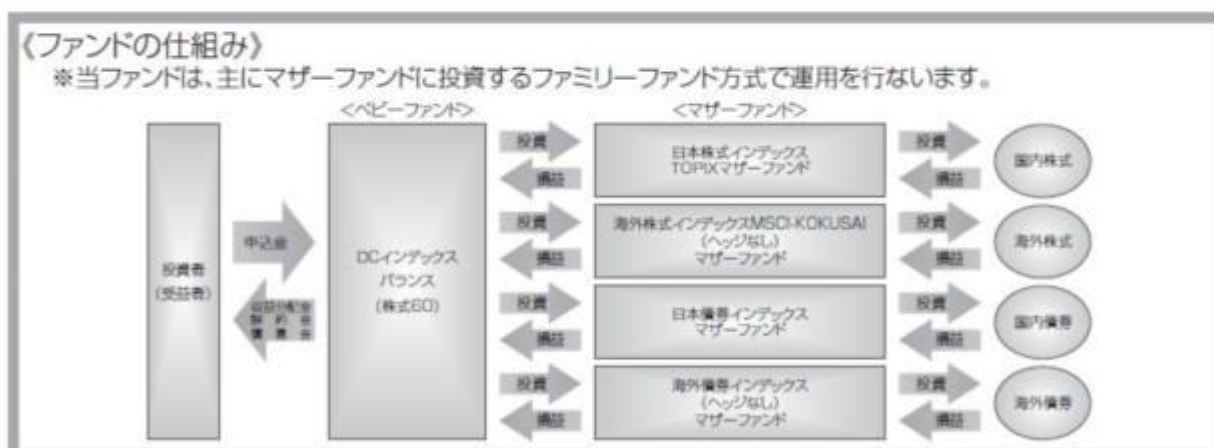 《ファンドの仕組み》
※当ファンドは、主にマザーファンドに投資するファミリーファンド方式で運用を行ないます。
<ベビーファンド>
<マザーファンド>
投資者
(受益者)
申込金
収益分配金
解約金
償還金
DCインデックス
バランス
(株式60)
投資
損益
日本株式インデックス
TOPIXマザーファンド
投資
損益
国内株式
投資
損益
海外株式インデックスMSCI-KOKUSAI
(ヘッジなし)
マザーファンド
投資
損益
海外株式
投資
損益
日本債券インデックス
マザーファンド
投資
損益
国内債券
投資
損益
海外債券インデックス
(ヘッジなし)
マザーファンド
投資
損益
海外債券